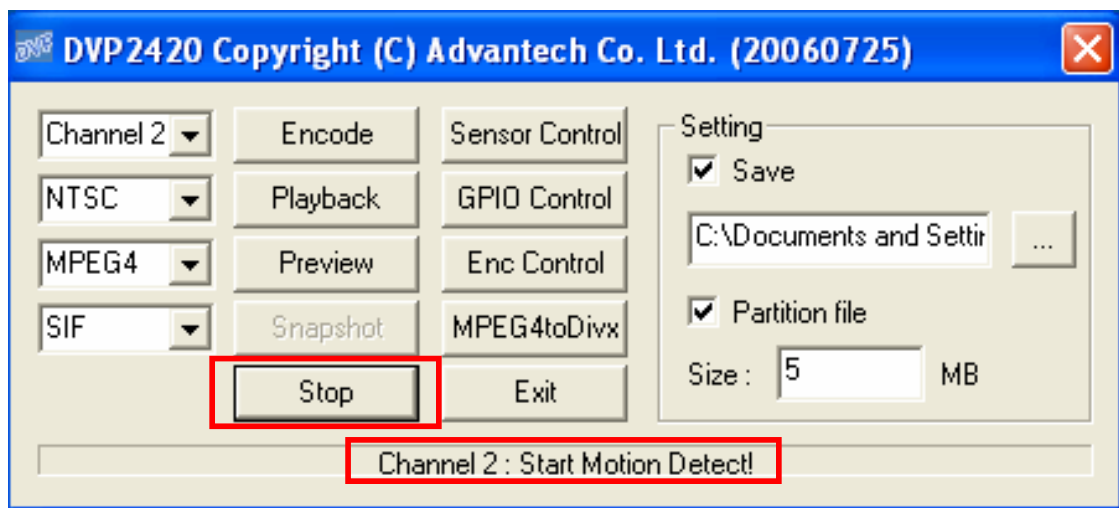 DVP2420 Copyright (C) Advantech Co. Ltd. (20060725)
Channel 2
Encode
Sensor Control
NTSC
Playback
GPIO Control
MPEG4
Preview
Enc Control
SIF
Snapshot
MPEG4toDivx
Stop
Exit
Setting
Save
C:\Documents and Settin
...
Partition file
Size : 5 MB
Channel 2 : Start Motion Detect!